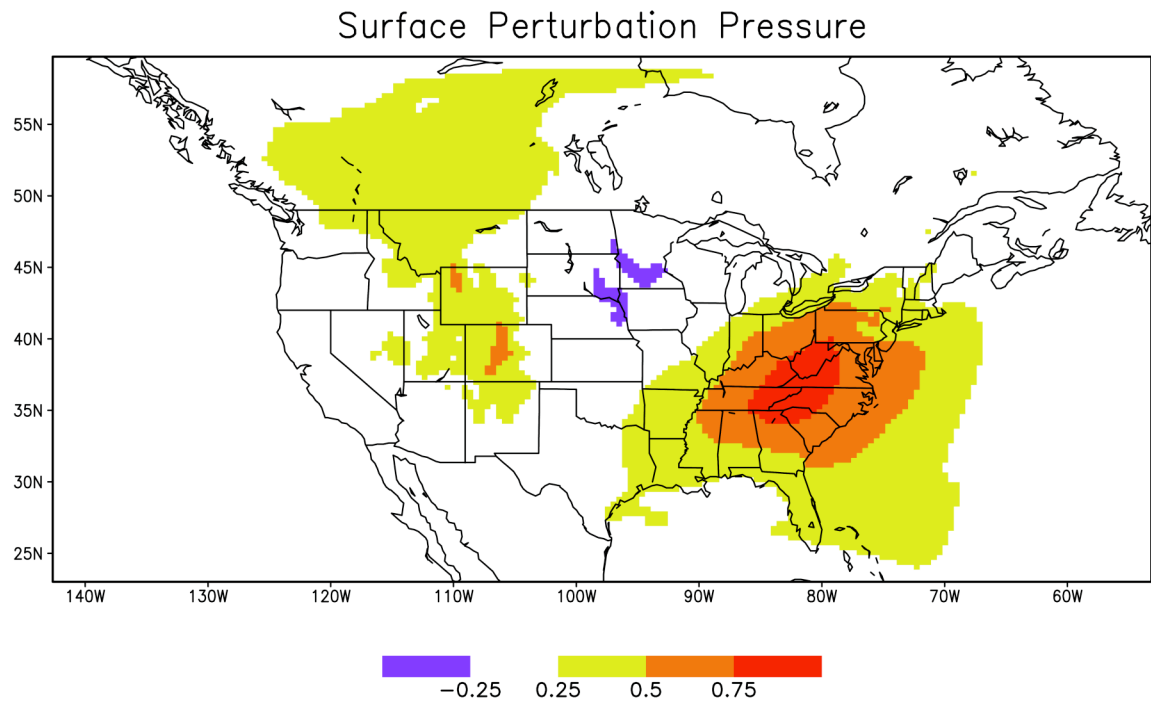 Surface Perturbation Pressure
55N
50N
45N
40N
35N
30N
25N
140W 130W 120W 110W 100W 90W 80W 70W 60W
-0.25 0.25 0.5 0.75